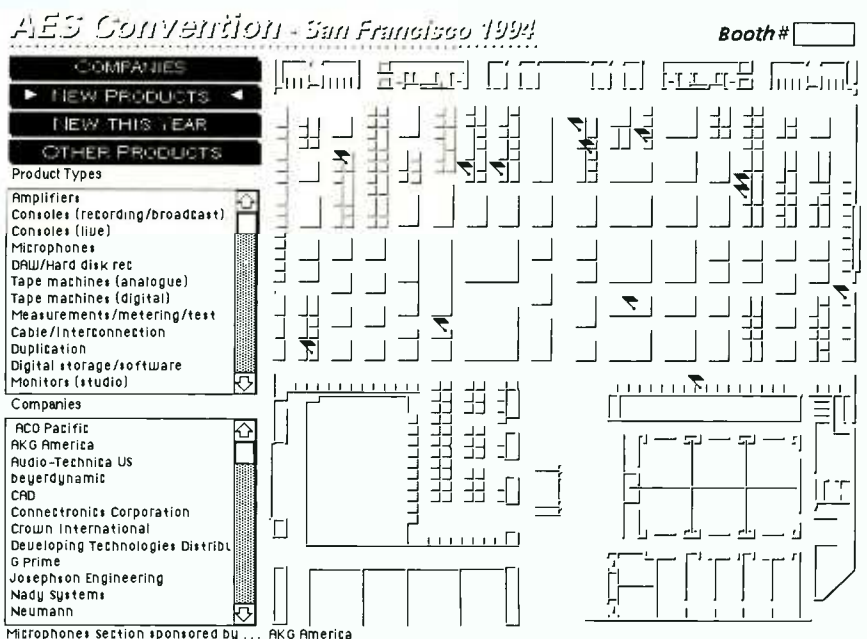 AES Convention - San Francisco 1994
Booth #
COMPANIES
NEW PRODUCTS
NEW THIS YEAR
OTHER PRODUCTS
Product Types
Amplifiers
Consoles (recording/broadcast)
Consoles (live)
Microphones
DAW/Hard disk rec
Tape machines (analogue)
Tape machines (digital)
Measurements/metering/test
Cable/Interconnection
Duplication
Digital storage/software
Monitors (studio)
Companies
ACO Pacific
AKG America
Audio-Technica US
beyerdynamic
CAD
Connectronics Corporation
Crown International
Developing Technologies Distribu
G Prime
Josephson Engineering
Nady Systems
Neumann
Microphones section sponsored by ... AKG America